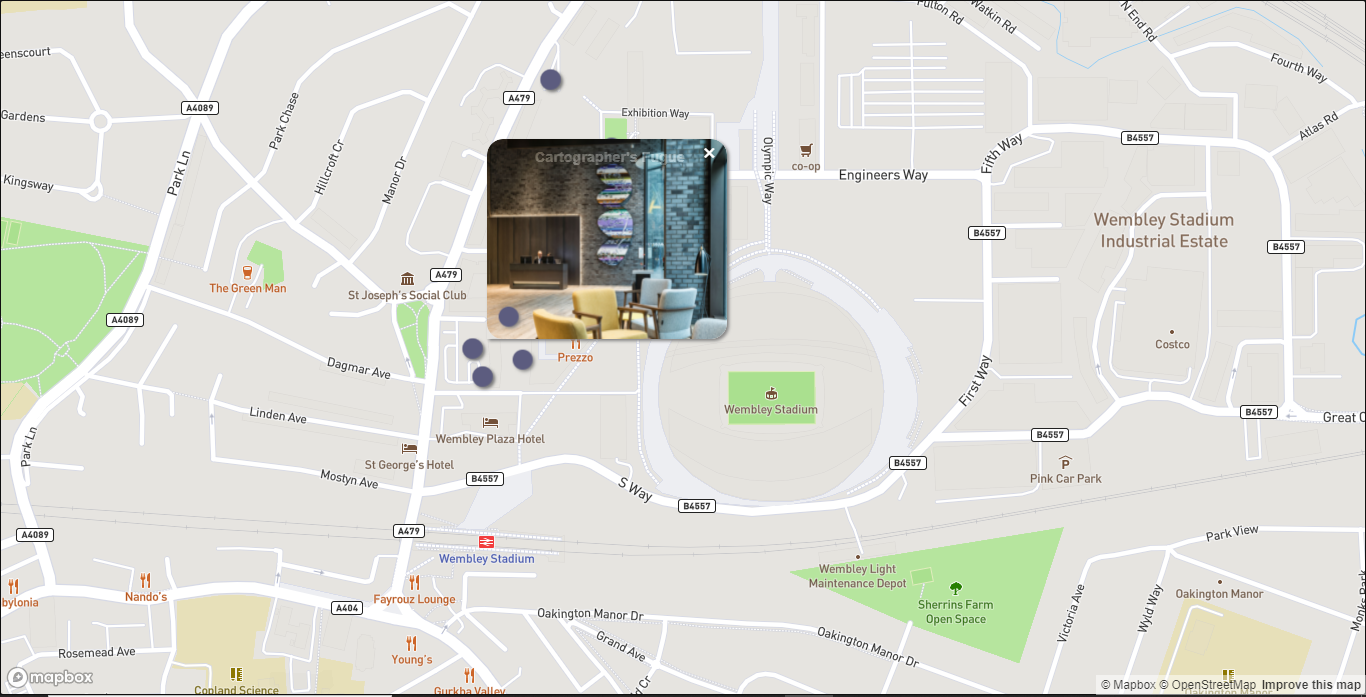 Fulton Rd
Watkin Rd
N End Rd
eenscourt
Fourth Way
A4089
A479
Park Chase
Exhibition Way
Gardens
Atlas Rd
Hillcroft Cr
Manor Dr
Park Ln
Olympic Way
co-op
Fifth Way
B4557
Cartographer's Fugue
×
Engineers Way
Kingsway
Wembley Stadium
Industrial Estate
B4557
B4557
The Green Man
A479
St Joseph's Social Club
A4089
Costco
Prezzo
Dagmar Ave
First Way
Wembley Stadium
Linden Ave
B4557
Great C
Wembley Plaza Hotel
B4557
Park Ln
St George's Hotel
B4557
P
Pink Car Park
Mostyn Ave
B4557
S Way
B4557
A4089
A479
Wembley Stadium
Park View
Wembley Light
Maintenance Depot
Nando's
bylonia
Fayrouz Lounge
A404
Sherrins Farm
Open Space
Oakington Manor
Victoria Ave
Wyld Way
Monks Park
Oakington Manor Dr
Grand Ave
Oakington Manor Dr
Rosemead Ave
Young's
d Cr
mapbox
Copland Science
Gurkha Valley
Oakington Manor
© Mapbox © OpenStreetMap Improve this map